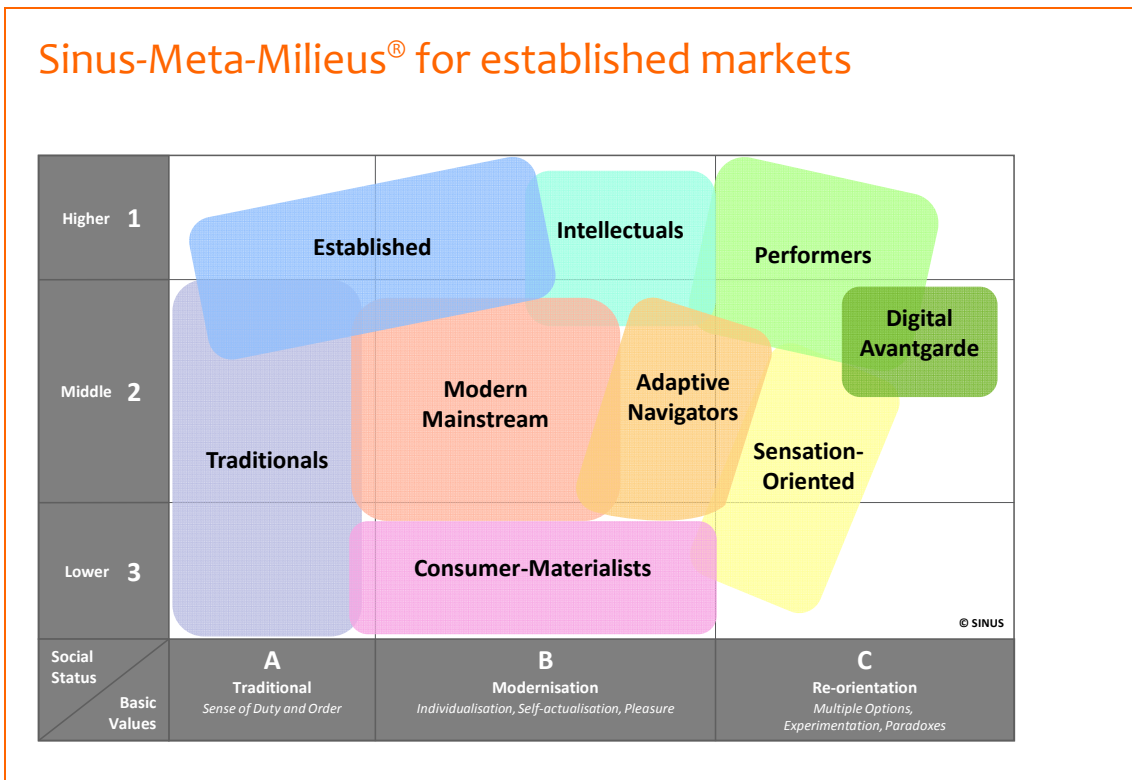 Sinus-Meta-Milieus® for established markets
Higher 1
Established
Intellectuals
Performers
Middle 2
Digital
Avantgarde
Modern
Mainstream
Adaptive
Navigators
Traditionals
Sensation-
Oriented
Lower 3
Consumer-Materialists
© SINUS
Social
Status
Basic
Values
A
Traditional
Sense of Duty and Order
B
Modernisation
Individualisation, Self-actualisation, Pleasure
C
Re-orientation
Multiple Options,
Experimentation, Paradoxes